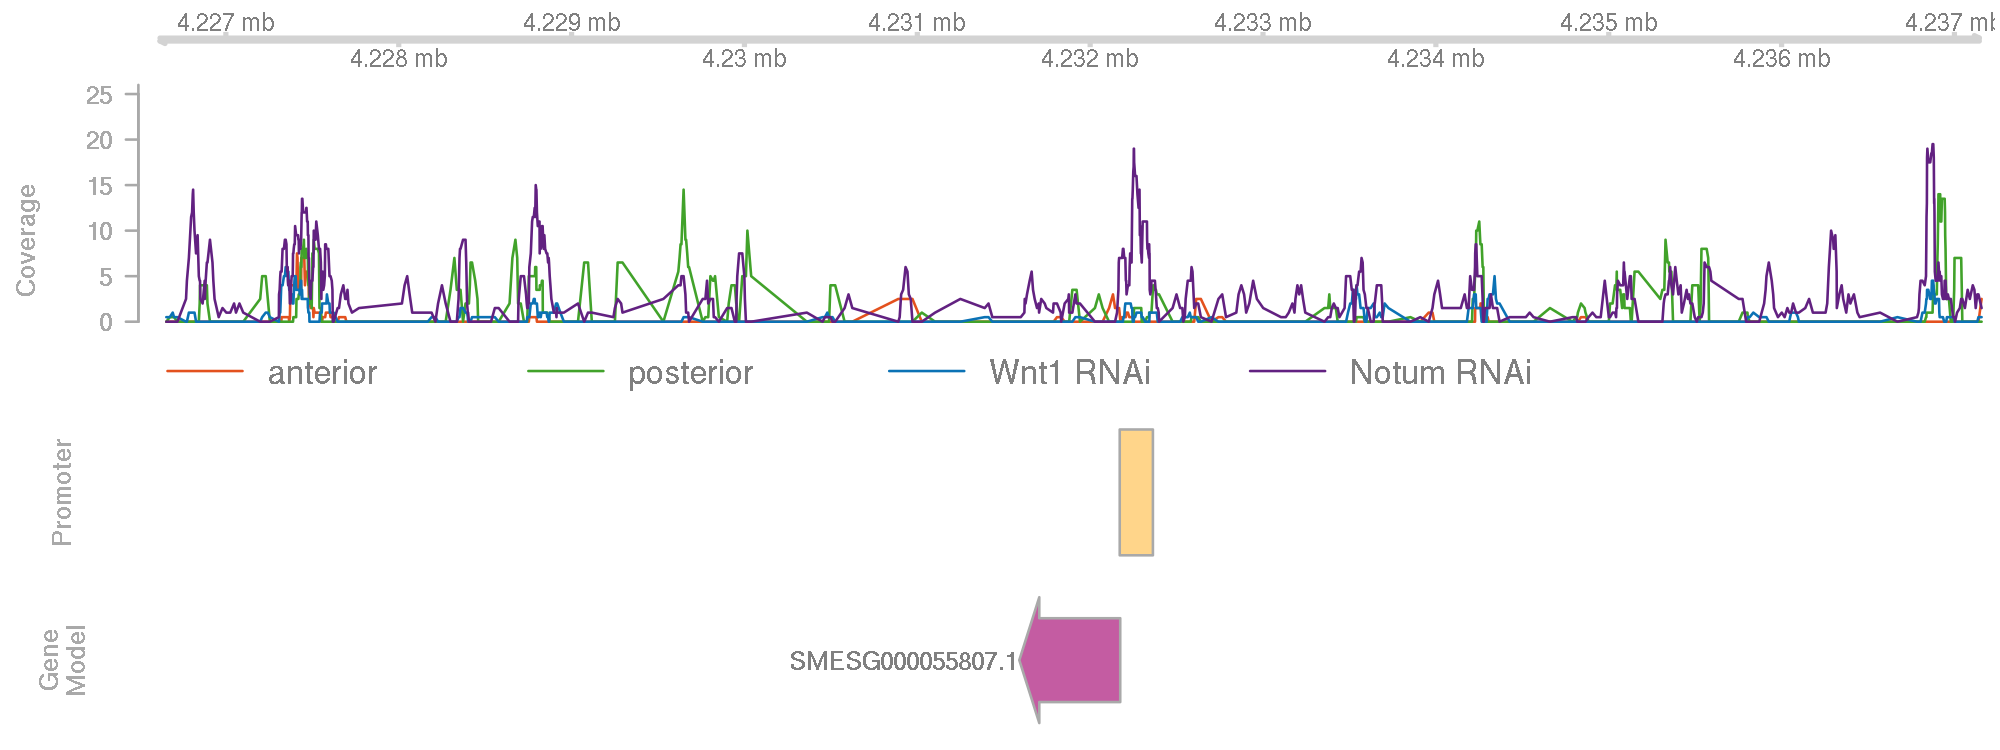 4.227 mb 4.229 mb 4.231 mb 4.233 mb 4.235 mb 4.237 mb
4.228 mb 4.23 mb 4.232 mb 4.234 mb 4.236 mb
25
20
15
10
5
0
Coverage
anterior posterior Wnt1 RNAi Notum RNAi
Promoter
Gene
Model
SMESG000055807.1